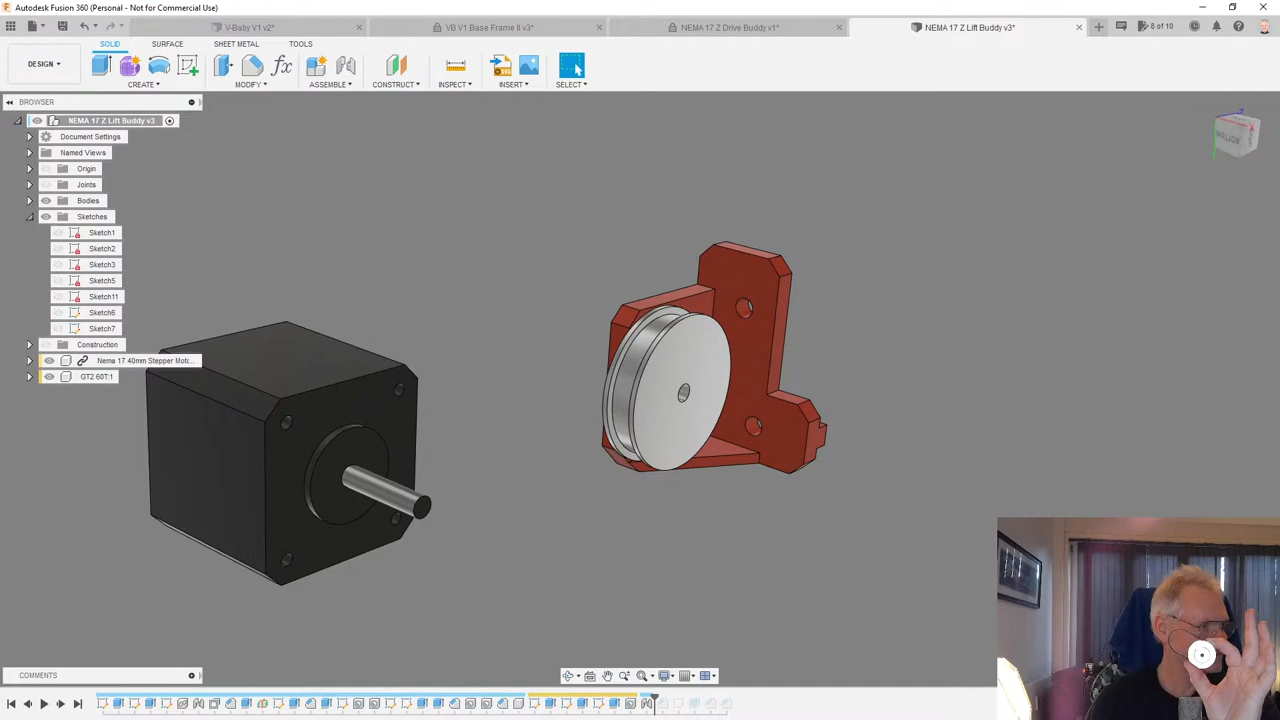 Autodesk Fusion 360 (Personal - Not for Commercial Use)
V-Baby V1 v2*
VB V1 Base Frame II v3*
NEMA 17 Z Drive Buddy v1*
NEMA 17 Z Lift Buddy v3*
8 of 10
SOLID
SURFACE
SHEET METAL
TOOLS
DESIGN
CREATE
MODIFY
ASSEMBLE
CONSTRUCT
INSPECT
INSERT
SELECT
BROWSER
NEMA 17 Z Lift Buddy v3
Document Settings
Named Views
Origin
Joints
Bodies
Sketches
Sketch1
Sketch2
Sketch3
Sketch5
Sketch11
Sketch6
Sketch7
Construction
Nema 17 40mm Stepper Mot...
GT2 60T:1
BOTTOM
Z
X
COMMENTS